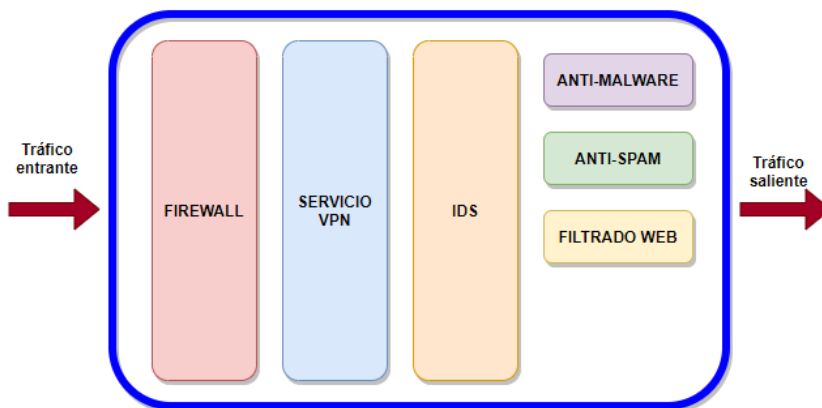 Tráfico
entrante
FIREWALL
SERVICIO
VPN
IDS
ANTI-MALWARE
ANTI-SPAM
FILTRADO WEB
Tráfico
saliente